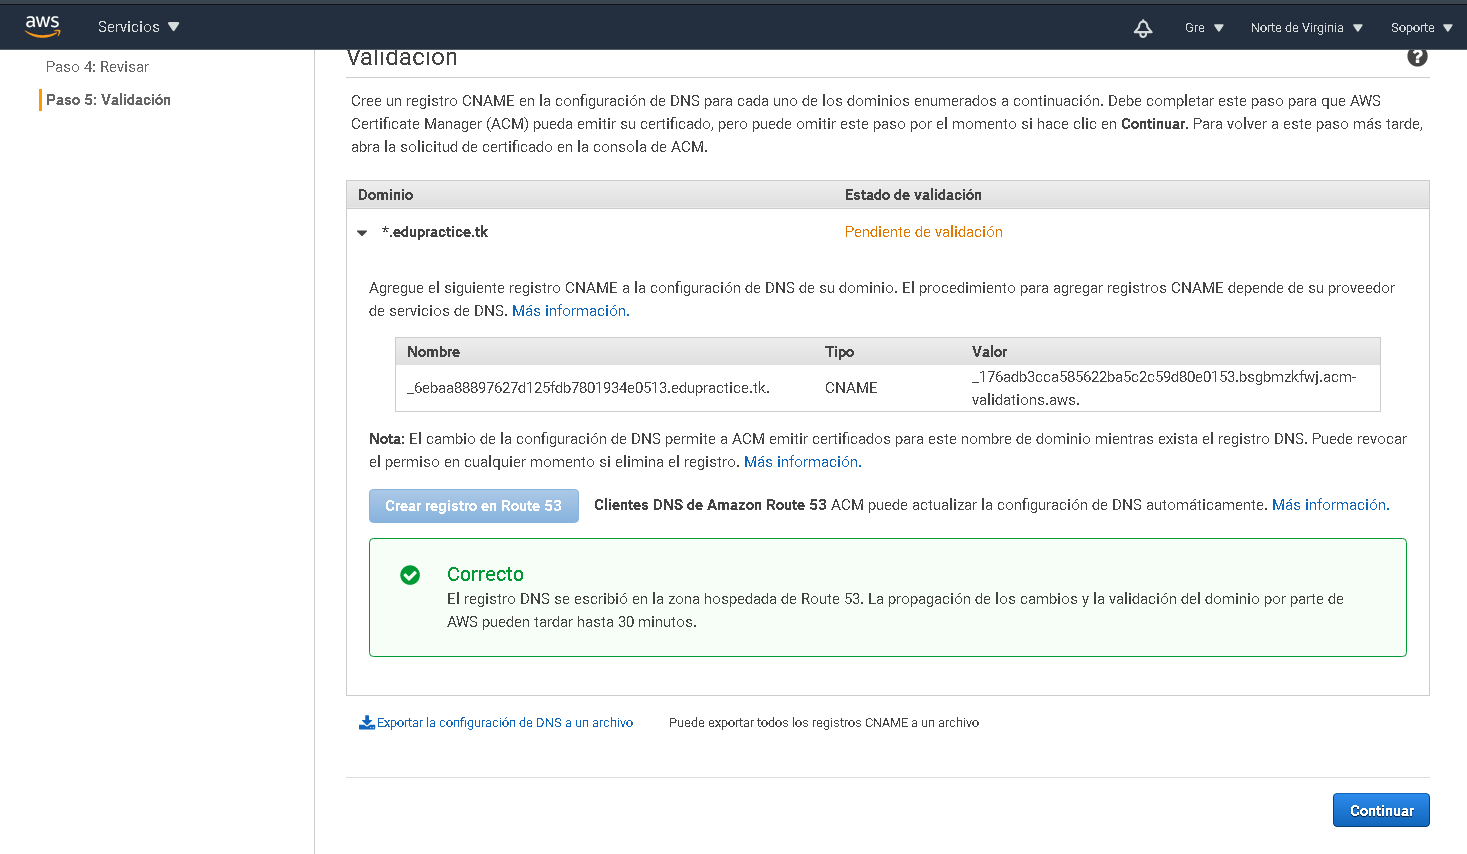 aws
Servicios
Gre
Norte de Virginia
Soporte
Paso 4: Revisar
Paso 5: Validación
Validación
?
Cree un registro CNAME en la configuración de DNS para cada uno de los dominios enumerados a continuación. Debe completar este paso para que AWS
Certificate Manager (ACM) pueda emitir su certificado, pero puede omitir este paso por el momento si hace clic en Continuar. Para volver a este paso más tarde,
abra la solicitud de certificado en la consola de ACM.
Dominio Estado de validación
*.edupractice.tk Pendiente de validación
Agregue el siguiente registro CNAME a la configuración de DNS de su dominio. El procedimiento para agregar registros CNAME depende de su proveedor
de servicios de DNS. Más información.
Nombre Tipo Valor
_6ebaa88897627d125fdb7801934e0513.edupractice.tk. CNAME _176adb3cca585622ba5c2c59d80e0153.bsgbmzkfwj.acm-
validations.aws.
Nota: El cambio de la configuración de DNS permite a ACM emitir certificados para este nombre de dominio mientras exista el registro DNS. Puede revocar
el permiso en cualquier momento si elimina el registro. Más información.
Crear registro en Route 53 Clientes DNS de Amazon Route 53 ACM puede actualizar la configuración de DNS automáticamente. Más información.
Correcto
El registro DNS se escribió en la zona hospedada de Route 53. La propagación de los cambios y la validación del dominio por parte de
AWS pueden tardar hasta 30 minutos.
Exportar la configuración de DNS a un archivo Puede exportar todos los registros CNAME a un archivo
Continuar